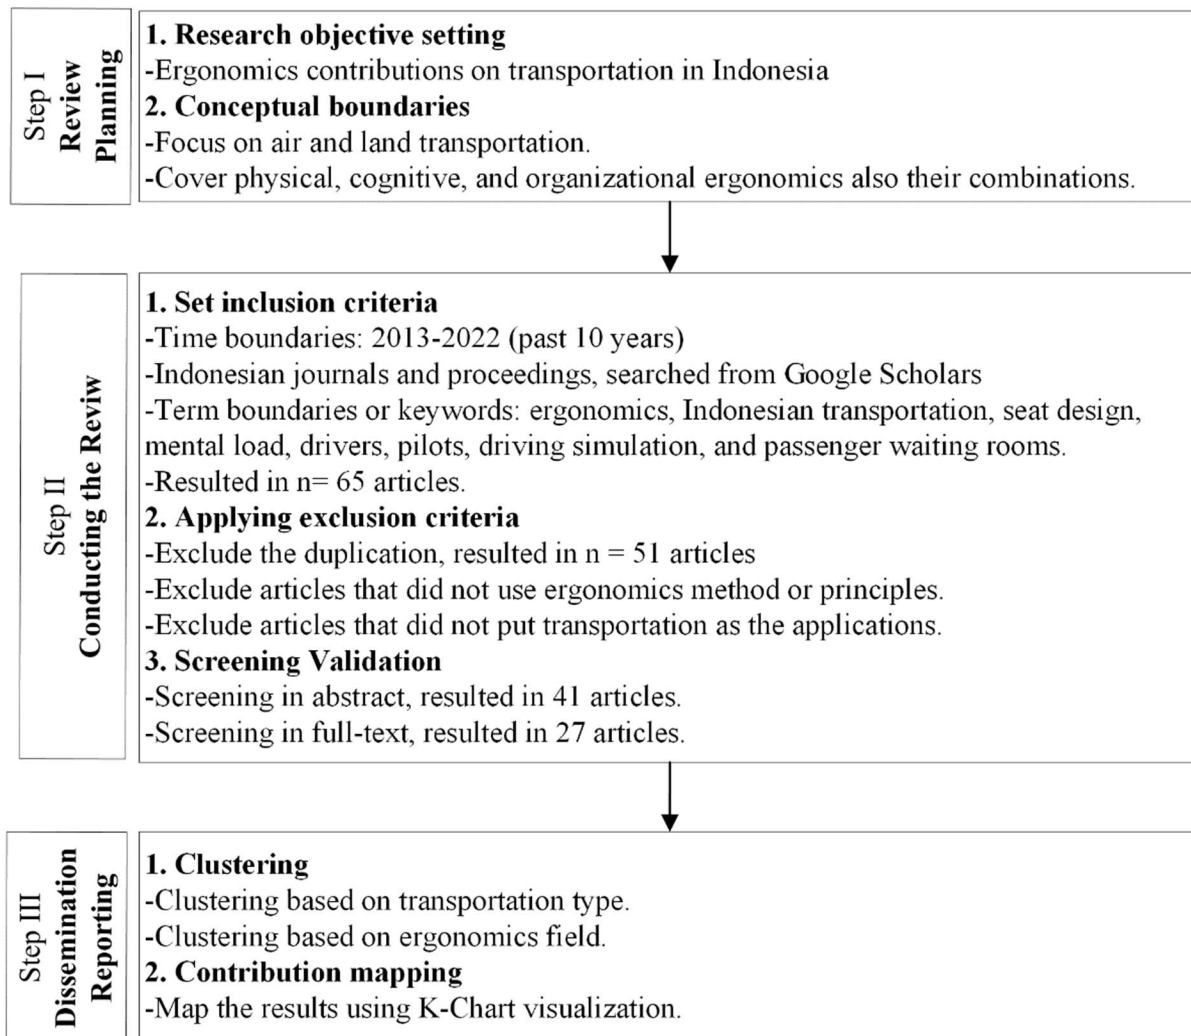 Step I
Review
Planning
1. Research objective setting
-Ergonomics contributions on transportation in Indonesia
2. Conceptual boundaries
-Focus on air and land transportation.
-Cover physical, cognitive, and organizational ergonomics also their combinations.
Step II
Conducting the Reviw
1. Set inclusion criteria
-Time boundaries: 2013-2022 (past 10 years)
-Indonesian journals and proceedings, searched from Google Scholars
-Term boundaries or keywords: ergonomics, Indonesian transportation, seat design,
mental load, drivers, pilots, driving simulation, and passenger waiting rooms.
-Resulted in n= 65 articles.
2. Applying exclusion criteria
-Exclude the duplication, resulted in n = 51 articles
-Exclude articles that did not use ergonomics method or principles.
-Exclude articles that did not put transportation as the applications.
3. Screening Validation
-Screening in abstract, resulted in 41 articles.
-Screening in full-text, resulted in 27 articles.
Step III
Dissemination
Reporting
1. Clustering
-Clustering based on transportation type.
-Clustering based on ergonomics field.
2. Contribution mapping
-Map the results using K-Chart visualization.